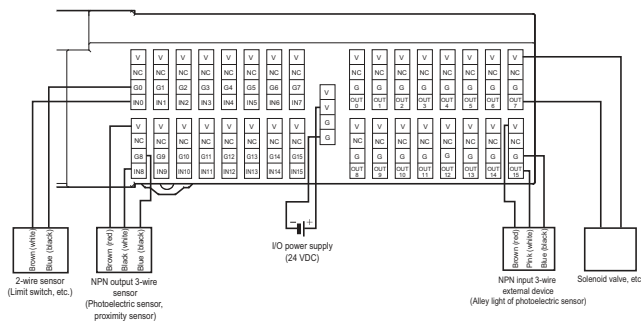 V V V V V V V V V V V V V V V V
NC NC NC NC NC NC NC NC NC NC NC NC NC NC NC NC
G0 G1 G2 G3 G4 G5 G6 G7 G G G G G G G G
IN0 IN1 IN2 IN3 IN4 IN5 IN6 IN7 OUT 0 OUT 1 OUT 2 OUT 3 OUT 4 OUT 5 OUT 6 OUT 7
V
V
G
G
V V V V V V V V V V V V V V V V
NC NC NC NC NC NC NC NC NC NC NC NC NC NC NC NC
G8 G9 G10 G11 G12 G13 G14 G15 G G G G G G G G
IN8 IN9 IN10 IN11 IN12 IN13 IN14 IN15 OUT 8 OUT 9 OUT 10 OUT 11 OUT 12 OUT 13 OUT 14 OUT 15
Brown (white)
Blue (black)
2-wire sensor
(Limit switch, etc.)
Brown (red)
Black (white)
Blue (black)
NPN output 3-wire
sensor
(Photoelectric sensor,
proximity sensor)
− +
I/O power supply
(24 VDC)
Brown (red)
Pink (white)
Blue (black)
NPN input 3-wire
external device
(Alley light of photoelectric sensor)
Solenoid valve, etc